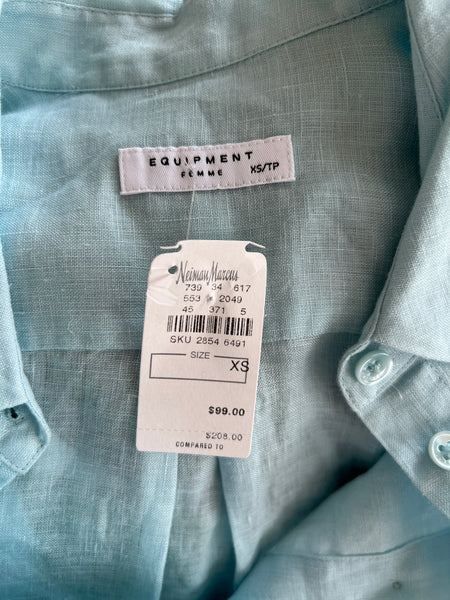 EQUIPMENT
FEMME XS/TP
Neiman Marcus
739 34 617
553 2049
45 371 5
SKU 2854 6491
SIZE
XS
$99.00
$208.00
COMPARED TO